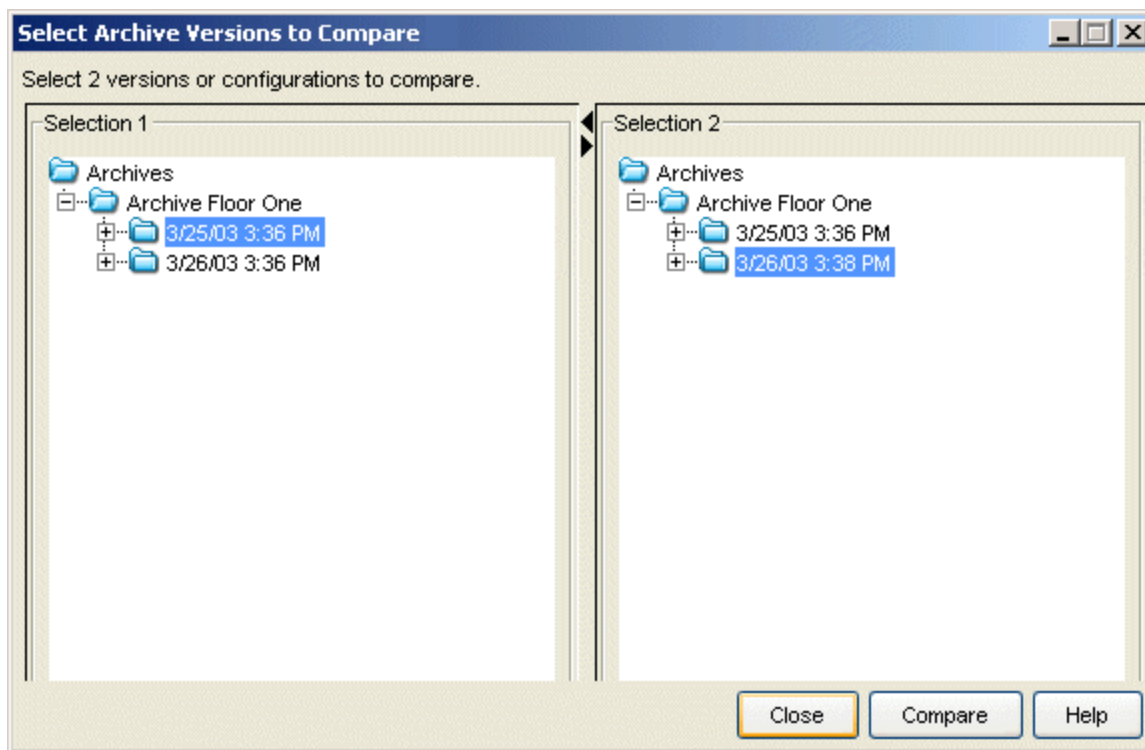 Select Archive Versions to Compare
Select 2 versions or configurations to compare.
Selection 1
Archives
Archive Floor One
3/25/03 3:36 PM
3/26/03 3:36 PM
Selection 2
Archives
Archive Floor One
3/25/03 3:36 PM
3/26/03 3:38 PM
Close
Compare
Help